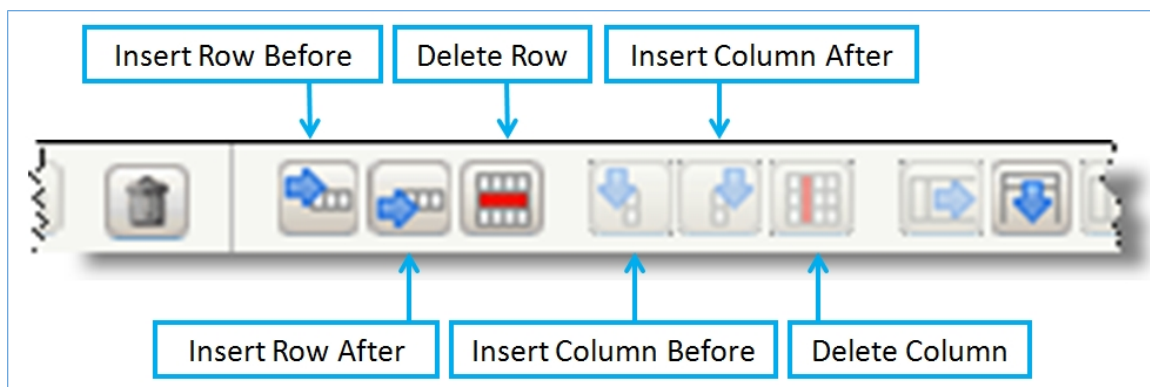 Insert Row Before
Delete Row
Insert Column After
Insert Row After
Insert Column Before
Delete Column